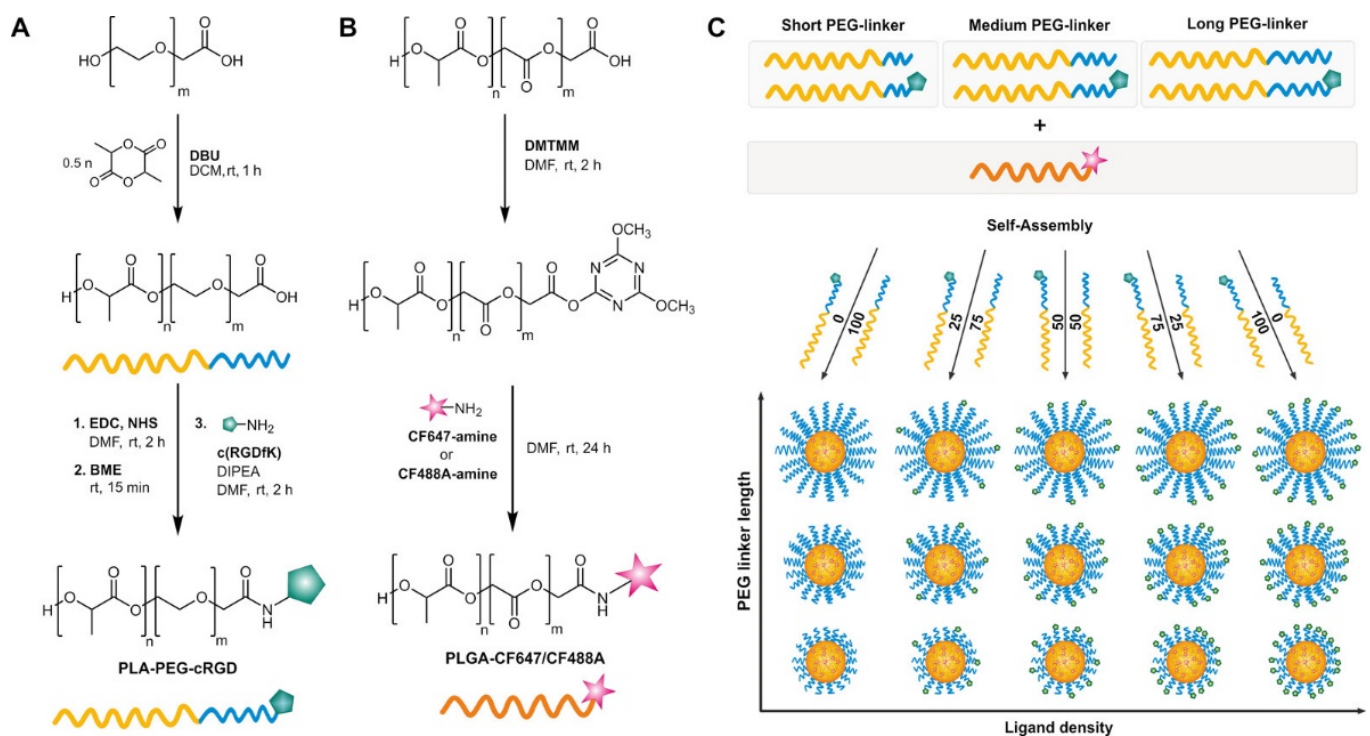 A
HO
O
O
OH
m
0.5 n
O
O
O
O
DBU
DCM,rt, 1 h
H
O
O
O
n
O
m
O
OH
1. EDC, NHS
DMF, rt, 2 h
2. BME
rt, 15 min
3.
NH2
c(RGDfK)
DIPEA
DMF, rt, 2 h
H
O
O
O
n
O
m
O
N
H
PLA-PEG-cRGD
B
H
O
O
O
n
O
O
m
O
OH
DMTMM
DMF, rt, 2 h
H
O
O
O
n
O
O
m
O
O
OCH3
N
N
N
OCH3
NH2
CF647-amine
or
CF488A-amine
DMF, rt, 24 h
H
O
O
O
n
O
O
m
O
N
H
PLGA-CF647/CF488A
C
Short PEG-linker
Medium PEG-linker
Long PEG-linker
+
Self-Assembly
0
100
25
75
50
50
75
25
100
0
PEG linker length
Ligand density